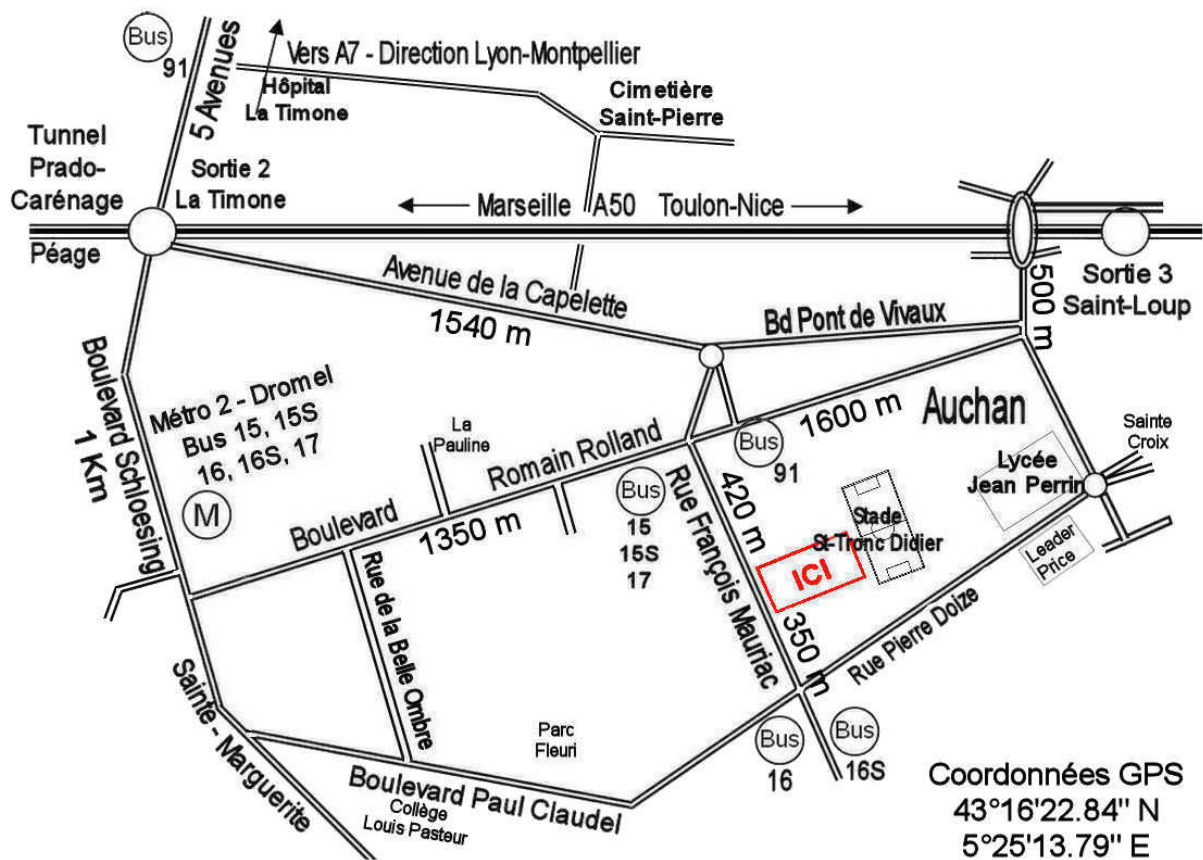 Bus
91
5 Avenues
Vers A7 - Direction Lyon-Montpellier
Hôpital
La Timone
Cimetière
Saint-Pierre
Tunnel
Prado-
Carénage
Sortie 2
La Timone
Marseille A50 Toulon-Nice
Péage
Sortie 3
Saint-Loup
500 m
Avenue de la Capelette
1540 m
Bd Pont de Vivaux
Boulevard Schloesing
1 Km
Métro 2 - Dromel
Bus 15, 15S
16, 16S, 17
M
La
Pauline
Boulevard Romain Rolland
1350 m
1600 m
Auchan
Sainte
Croix
Bus
91
Bus
15
15S
17
Lycée
Jean Perrin
Leader
Price
Stade
St-Tronc Didier
ICI
Rue François Mauriac
420 m
350 m
Rue Pierre Doize
Rue de la Belle Ombre
Sainte - Marguerite
Parc
Fleuri
Bus
16
Bus
16S
Boulevard Paul Claudel
Collège
Louis Pasteur
Coordonnées GPS
43°16'22.84'' N
5°25'13.79'' E